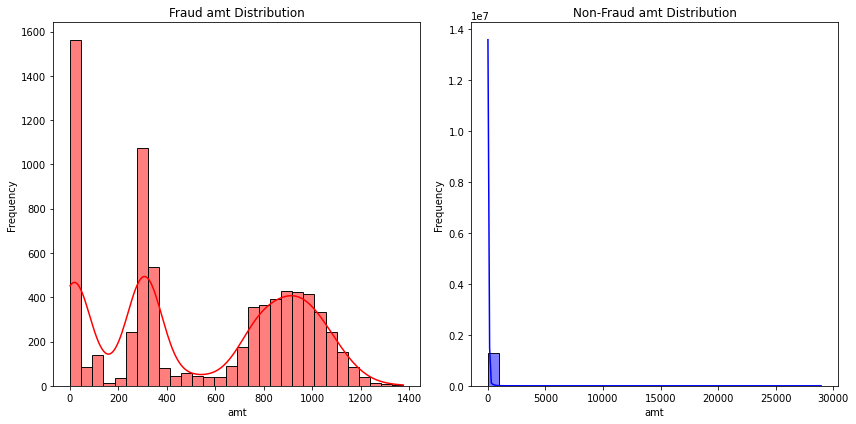 Fraud amt Distribution
1600
1400
1200
1000
800
600
400
200
0
Frequency
0 200 400 600 800 1000 1200 1400
amt
Non-Fraud amt Distribution
1e7
1.4
1.2
1.0
0.8
0.6
0.4
0.2
0.0
Frequency
0 5000 10000 15000 20000 25000 30000
amt